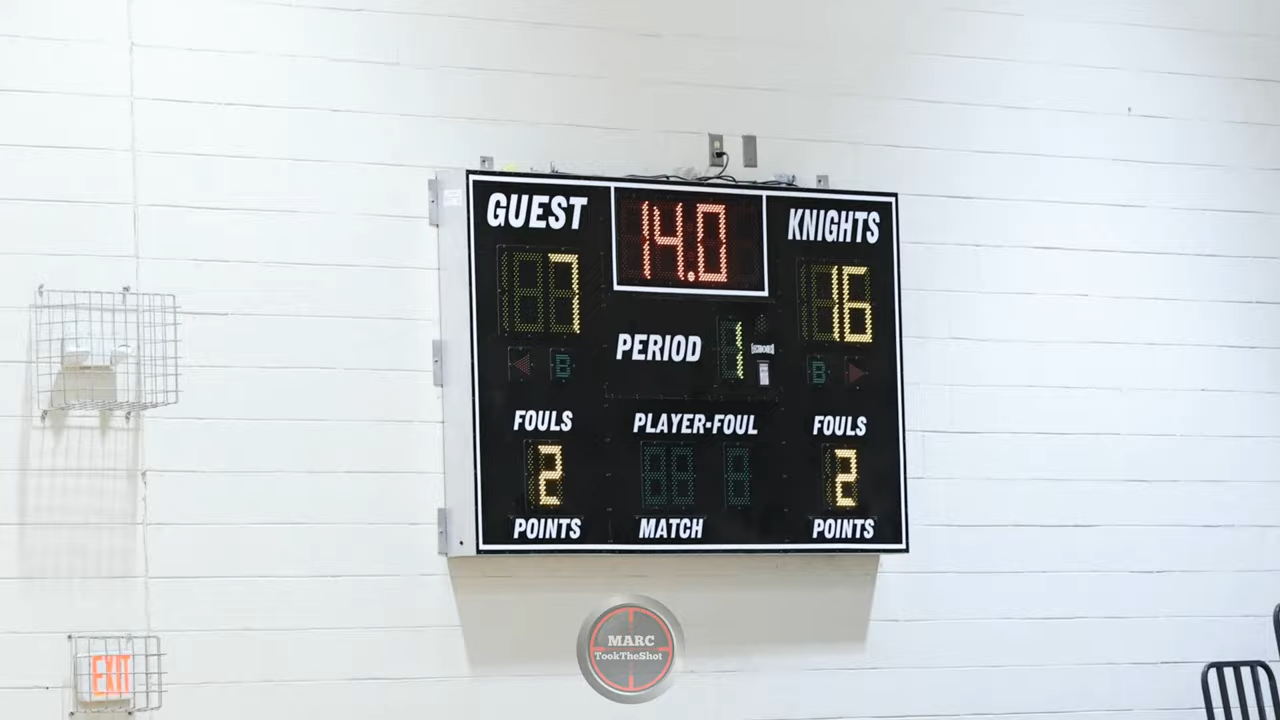 GUEST
14.0
KNIGHTS
7
16
PERIOD 1
B
B
FOULS
PLAYER-FOUL
FOULS
2
2
POINTS
MATCH
POINTS
MARC
TookTheShot
EXIT